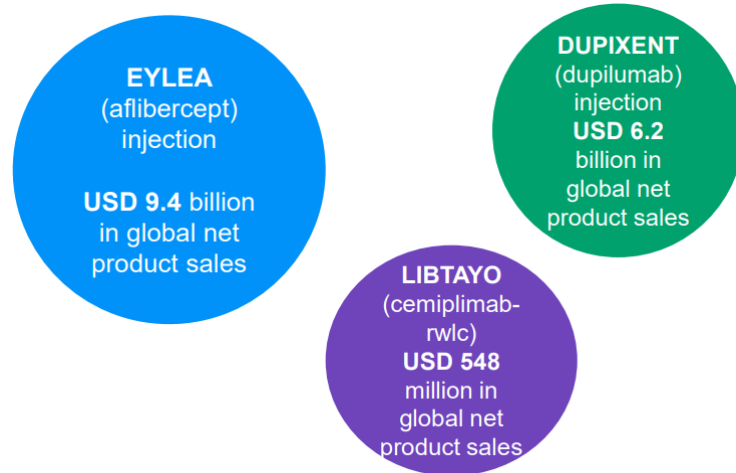 EYLEA
(aflibercept)
injection
USD 9.4 billion
in global net
product sales
DUPIXENT
(dupilumab)
injection
USD 6.2
billion in
global net
product sales
LIBTAYO
(cemiplimab-
rwlc)
USD 548
million in
global net
product sales